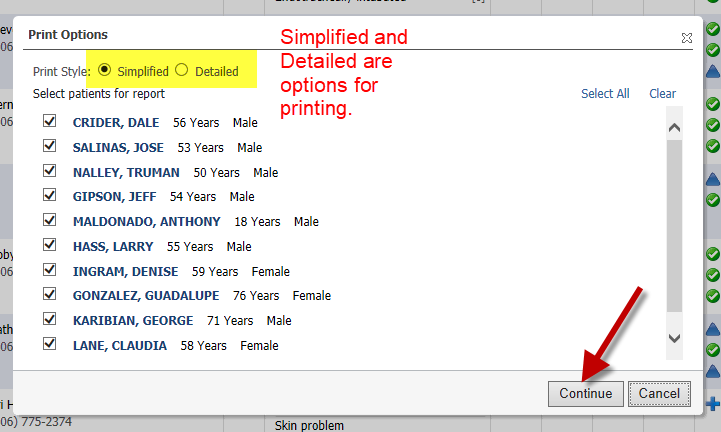 Print Options
Simplified and
Detailed are
options for
printing.
Print Style: Simplified Detailed
Select patients for report
Select All Clear
CRIDER, DALE 56 Years Male
SALINAS, JOSE 53 Years Male
NALLEY, TRUMAN 50 Years Male
GIPSON, JEFF 54 Years Male
MALDONADO, ANTHONY 18 Years Male
HASS, LARRY 55 Years Male
INGRAM, DENISE 59 Years Female
GONZALEZ, GUADALUPE 76 Years Female
KARIBIAN, GEORGE 71 Years Male
LANE, CLAUDIA 58 Years Female
Continue Cancel
06) 775-2374
Skin problem